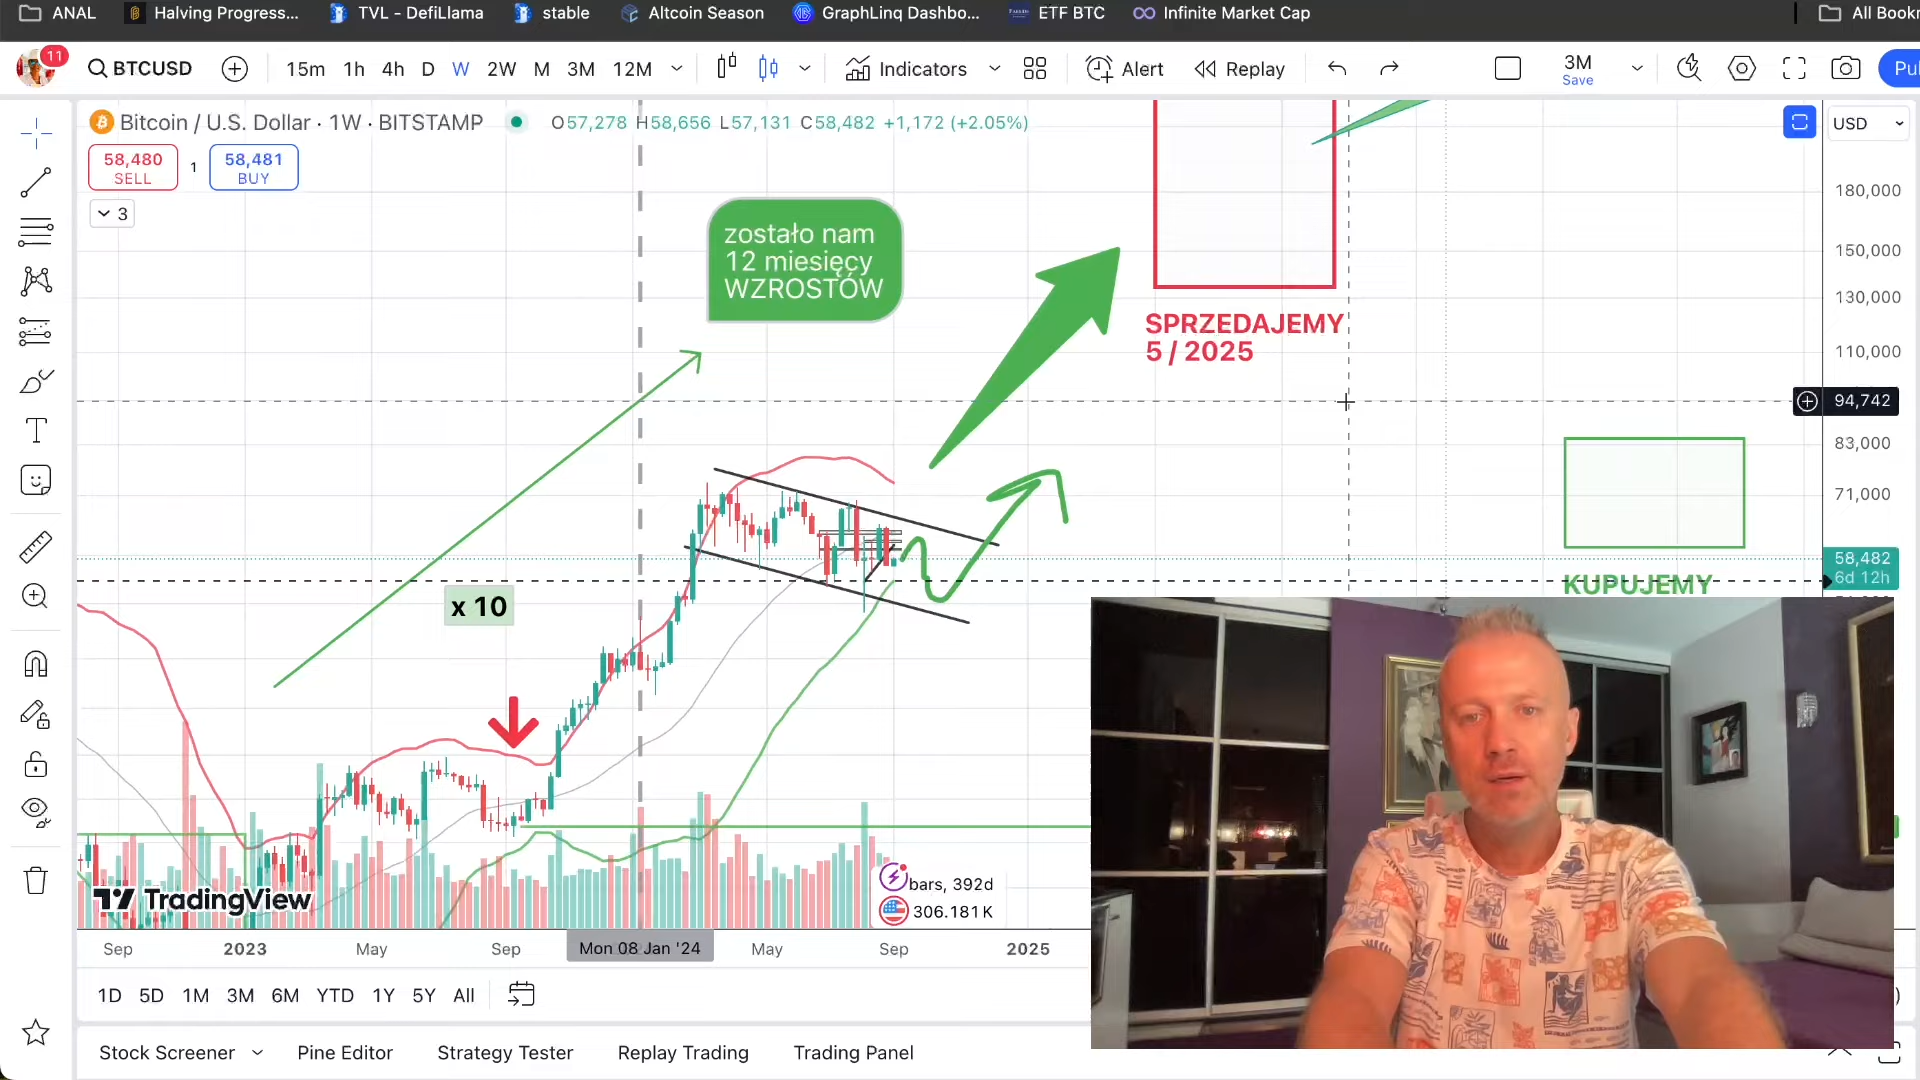 ANAL
Halving Progress...
TVL - DefiLlama
stable
Altcoin Season
GraphLinq Dashbo...
ETF BTC
Infinite Market Cap
All Bookr
11
BTCUSD
15m 1h 4h D W 2W M 3M 12M
Indicators
Alert
Replay
3M
Save
Pul
Bitcoin / U.S. Dollar · 1W · BITSTAMP
O57,278 H58,656 L57,131 C58,482 +1,172 (+2.05%)
USD
58,480
SELL
1
58,481
BUY
3
zostało nam
12 miesięcy
WZROSTÓW
SPRZEDAJEMY
5 / 2025
180,000
150,000
130,000
110,000
94,742
83,000
71,000
58,482
6d 12h
KUPUJEMY
x 10
bars, 392d
306.181K
TradingView
Sep 2023 May Sep Mon 08 Jan '24 May Sep 2025
1D 5D 1M 3M 6M YTD 1Y 5Y All
Stock Screener Pine Editor Strategy Tester Replay Trading Trading Panel